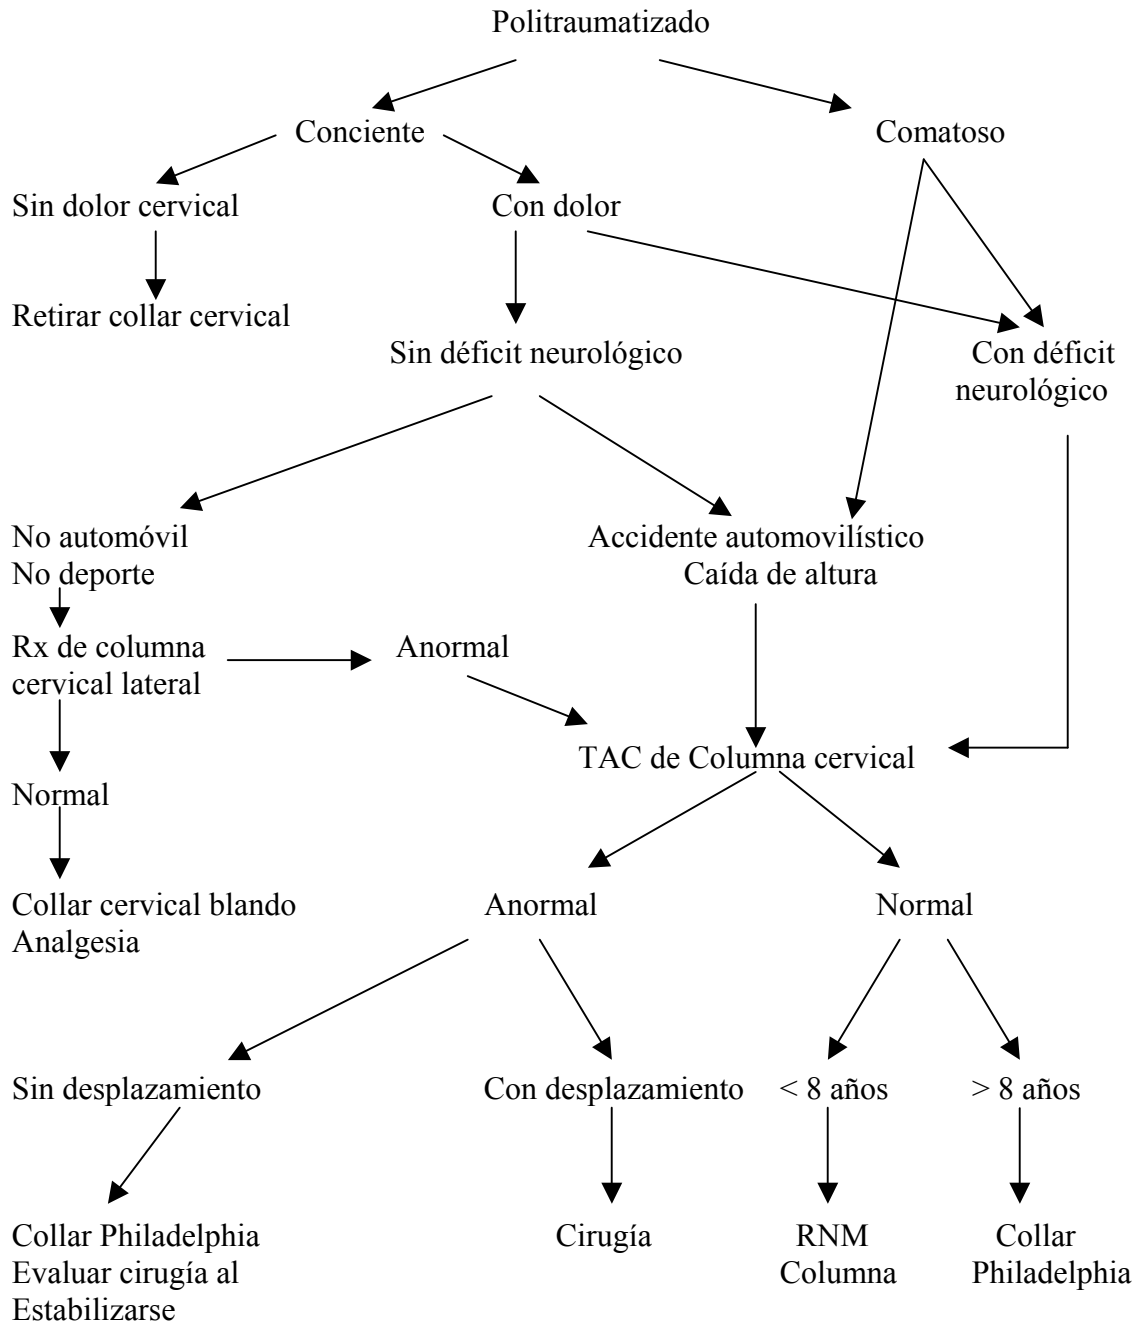 Politraumatizado
Conciente
Comatoso
Sin dolor cervical
Con dolor
Retirar collar cervical
Sin déficit neurológico
Con déficit
neurológico
No automóvil
No deporte
Accidente automovilístico
Caída de altura
Rx de columna
cervical lateral
Anormal
TAC de Columna cervical
Normal
Collar cervical blando
Analgesia
Anormal
Normal
Sin desplazamiento
Con desplazamiento
< 8 años
> 8 años
Collar Philadelphia
Evaluar cirugía al
Estabilizarse
Cirugía
RNM
Columna
Collar
Philadelphia